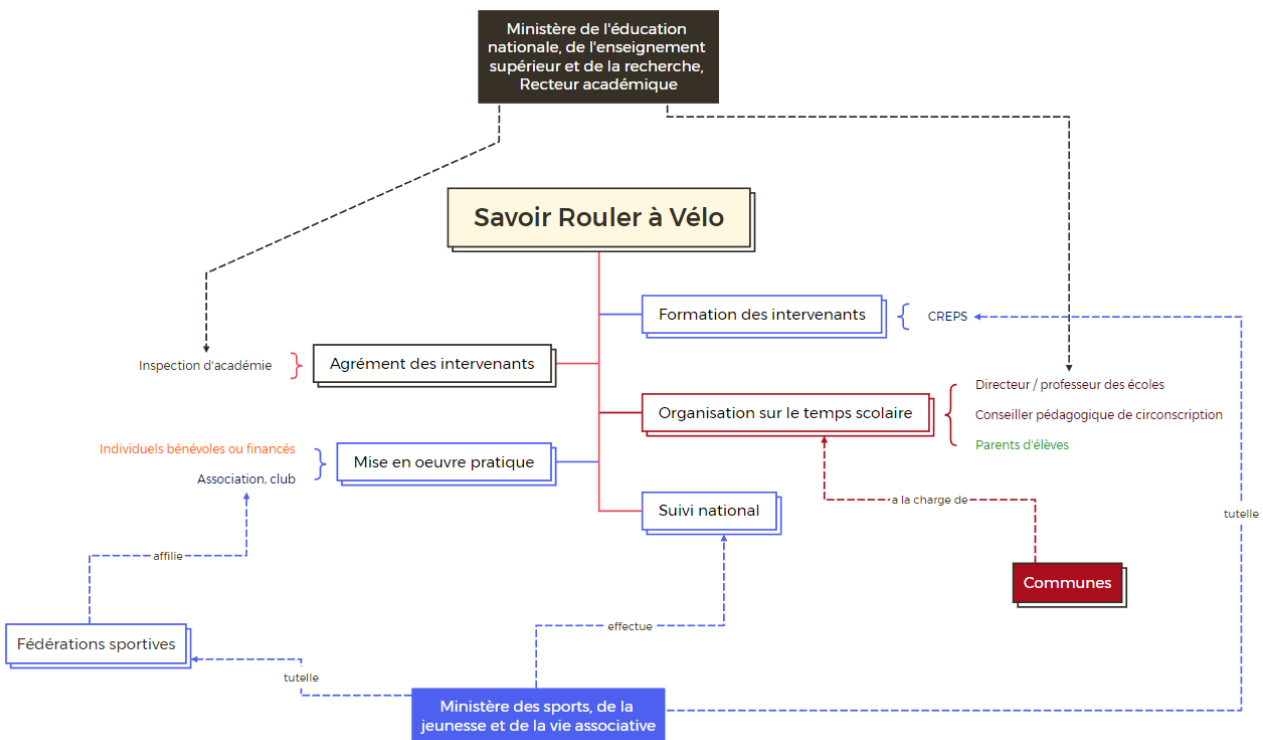 Ministère de l'éducation
nationale, de l'enseignement
supérieur et de la recherche,
Recteur académique
Savoir Rouler à Vélo
Formation des intervenants
CREPS
Inspection d'académie
Agrément des intervenants
Directeur / professeur des écoles
Organisation sur le temps scolaire
Conseiller pédagogique de circonscription
Parents d'élèves
Individuels bénévoles ou financés
Mise en oeuvre pratique
Association, club
Suivi national
a la charge de
tutelle
affilie
Communes
effectue
Fédérations sportives
tutelle
Ministère des sports, de la
jeunesse et de la vie associative